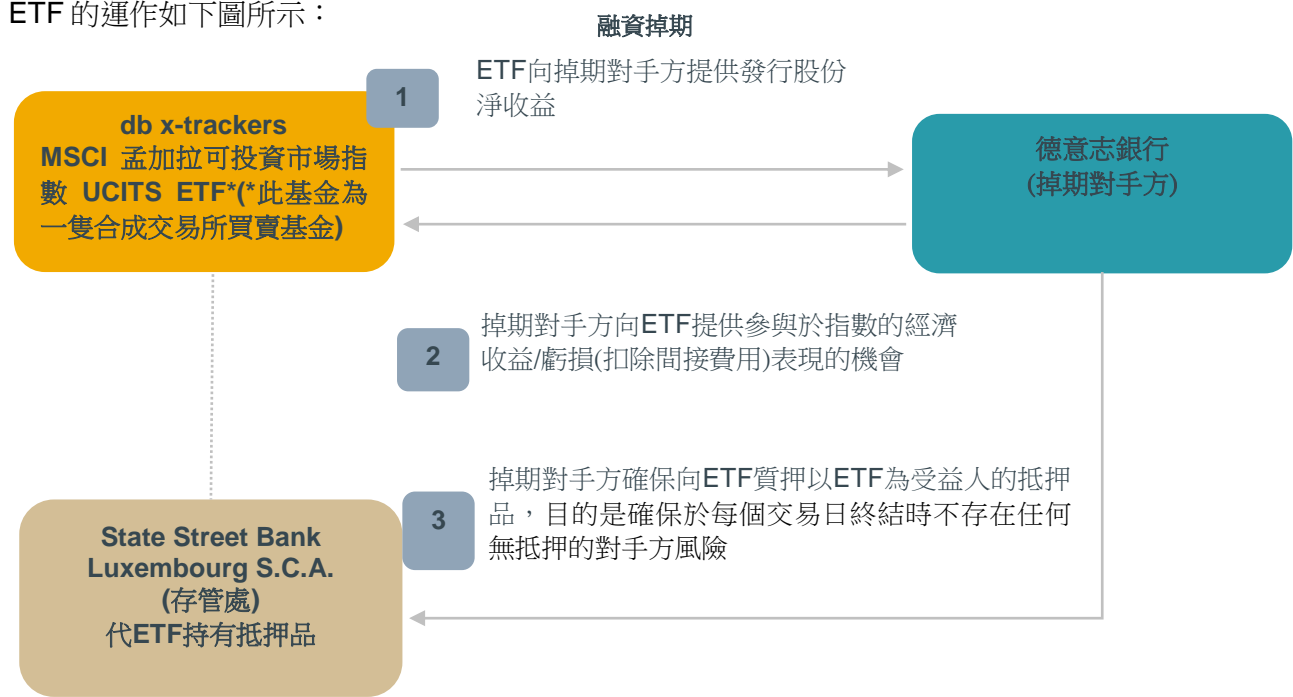 ETF 的運作如下圖所示：
融資掉期
1
ETF向掉期對手方提供發行股份
淨收益
db x-trackers
MSCI 孟加拉可投資市場指
數 UCITS ETF*(*此基金為
一隻合成交易所買賣基金)
德意志銀行
(掉期對手方)
2
掉期對手方向ETF提供參與於指數的經濟
收益/虧損(扣除間接費用)表現的機會
3
掉期對手方確保向ETF質押以ETF為受益人的抵押
品，目的是確保於每個交易日終結時不存在任何
無抵押的對手方風險
State Street Bank
Luxembourg S.C.A.
(存管處)
代ETF持有抵押品